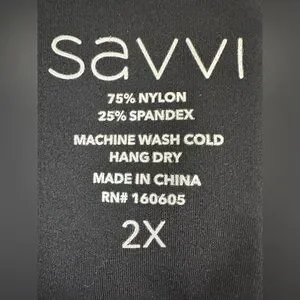 savvi
75% NYLON
25% SPANDEX
MACHINE WASH COLD
HANG DRY
MADE IN CHINA
RN# 160605
2X